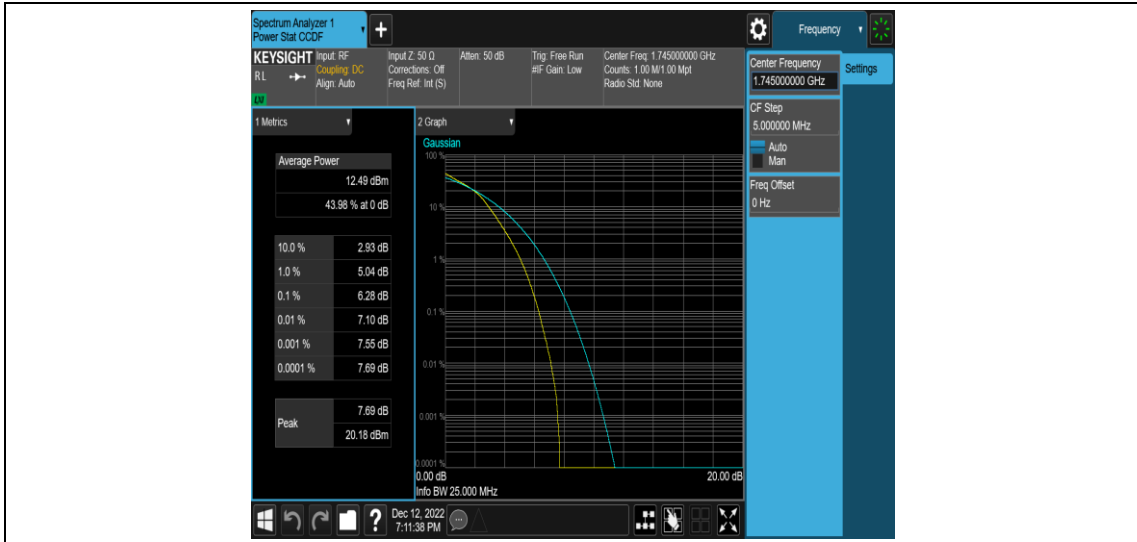 Spectrum Analyzer 1
Power Stat CCDF
Frequency
KEYSIGHT
RL
Input: RF
Coupling: DC
Align: Auto
Input Z: 50 Ω
Corrections: Off
Freq Ref: Int (S)
Atten: 50 dB
Trig: Free Run
#IF Gain: Low
Center Freq: 1.745000000 GHz
Counts: 1.00 M/1.00 Mpt
Radio Std: None
Center Frequency
1.745000000 GHz
Settings
CF Step
5.000000 MHz
Auto
Man
Freq Offset
0 Hz
1 Metrics
Average Power
12.49 dBm
43.98 % at 0 dB
10.0 % 2.93 dB
1.0 % 5.04 dB
0.1 % 6.28 dB
0.01 % 7.10 dB
0.001 % 7.55 dB
0.0001 % 7.69 dB
Peak
7.69 dB
20.18 dBm
2 Graph
Gaussian
100 %
10 %
1 %
0.1 %
0.01 %
0.001 %
0.0001 %
0.00 dB 20.00 dB
Info BW 25.000 MHz
?
Dec 12, 2022
7:11:38 PM